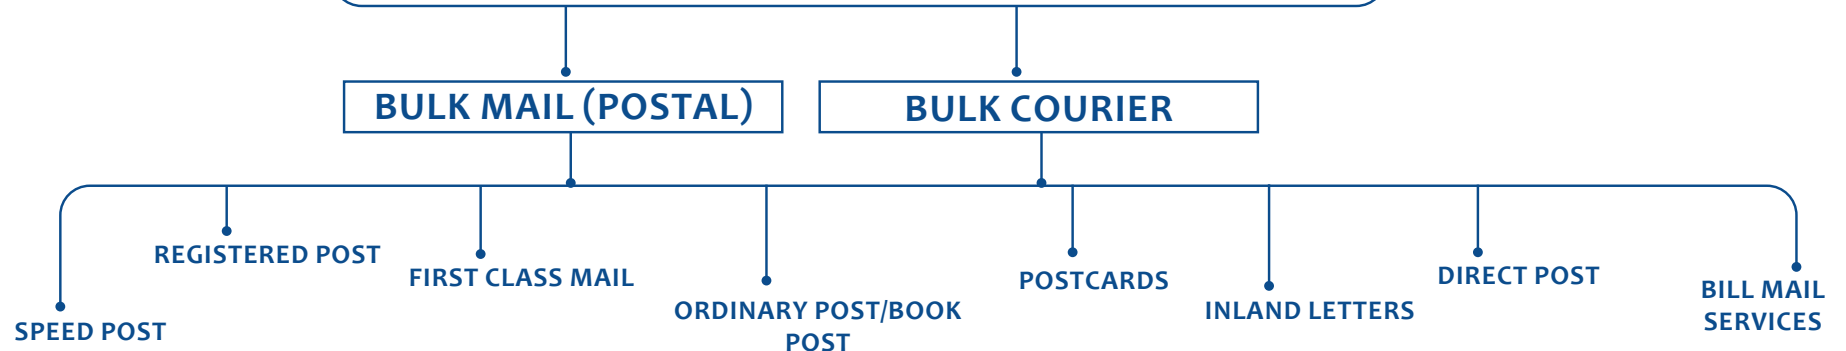 BULK MAIL (POSTAL)
BULK COURIER
SPEED POST
REGISTERED POST
FIRST CLASS MAIL
ORDINARY POST/BOOK
POST
POSTCARDS
INLAND LETTERS
DIRECT POST
BILL MAIL
SERVICES